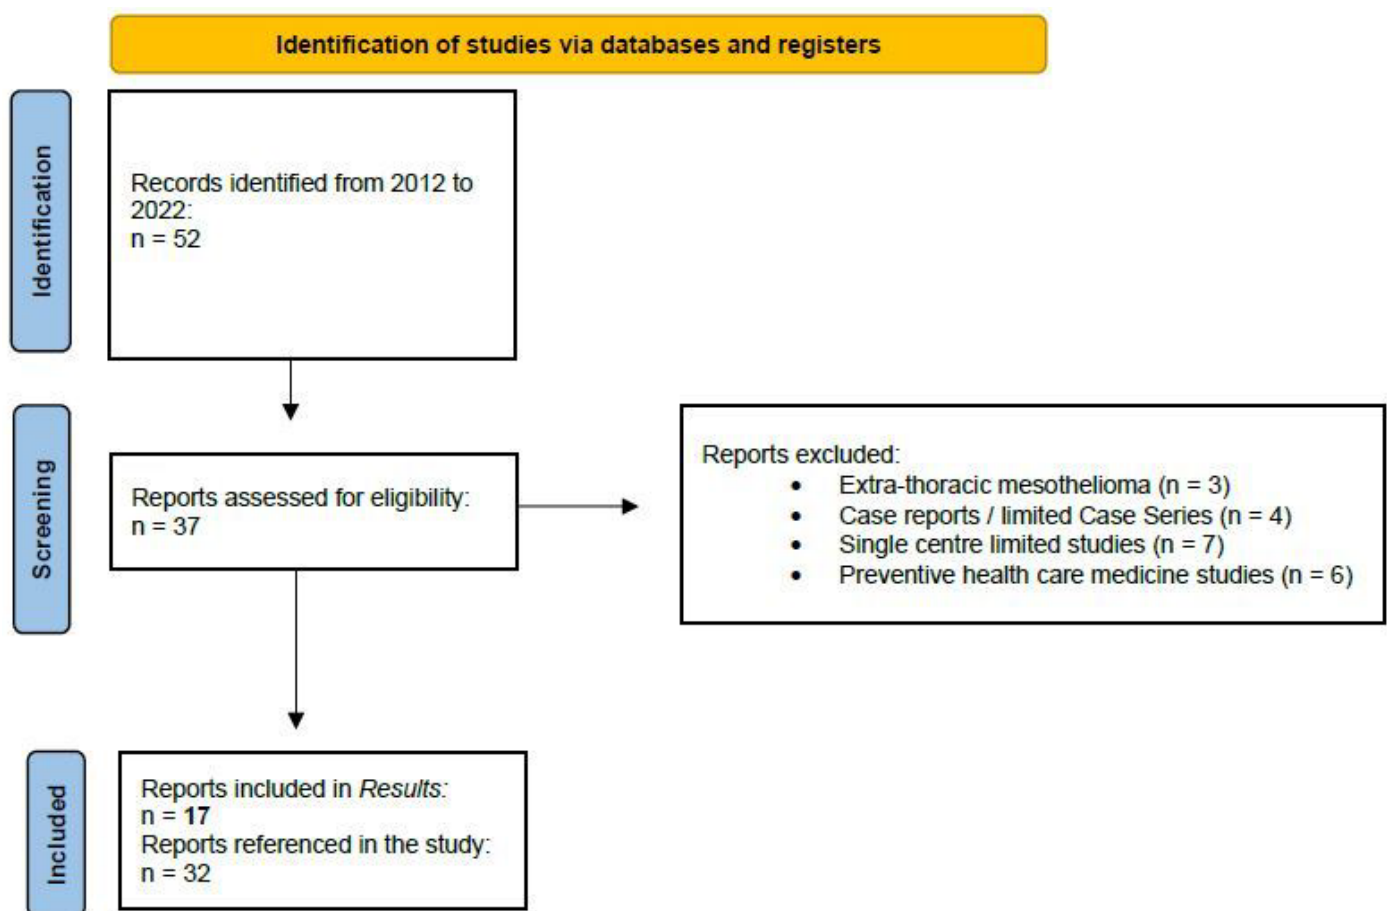 Identification of studies via databases and registers
Identification
Records identified from 2012 to
2022:
n = 52
Screening
Reports assessed for eligibility:
n = 37
Reports excluded:
• Extra-thoracic mesothelioma (n = 3)
• Case reports / limited Case Series (n = 4)
• Single centre limited studies (n = 7)
• Preventive health care medicine studies (n = 6)
Included
Reports included in Results:
n = 17
Reports referenced in the study:
n = 32